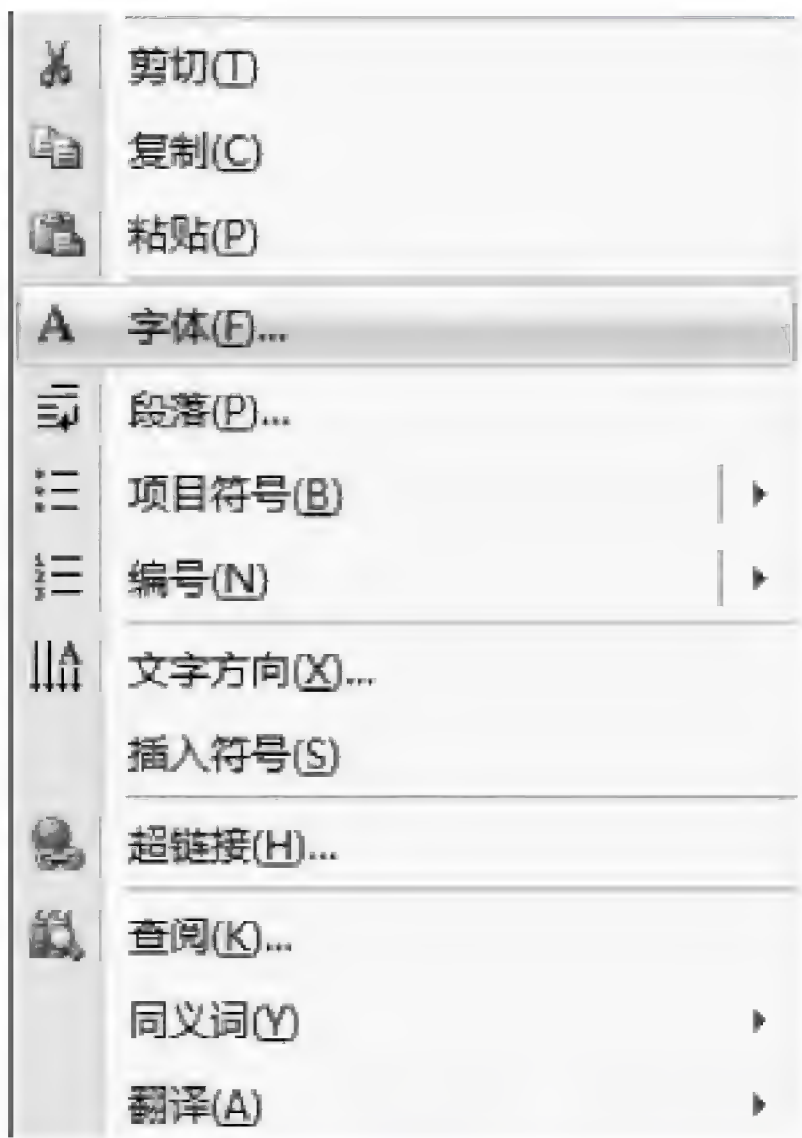 剪切(T)
复制(C)
粘贴(P)
字体(F)...
段落(P)...
项目符号(B)
编号(N)
文字方向(X)...
插入符号(S)
超链接(H)...
查阅(K)...
同义词(Y)
翻译(A)